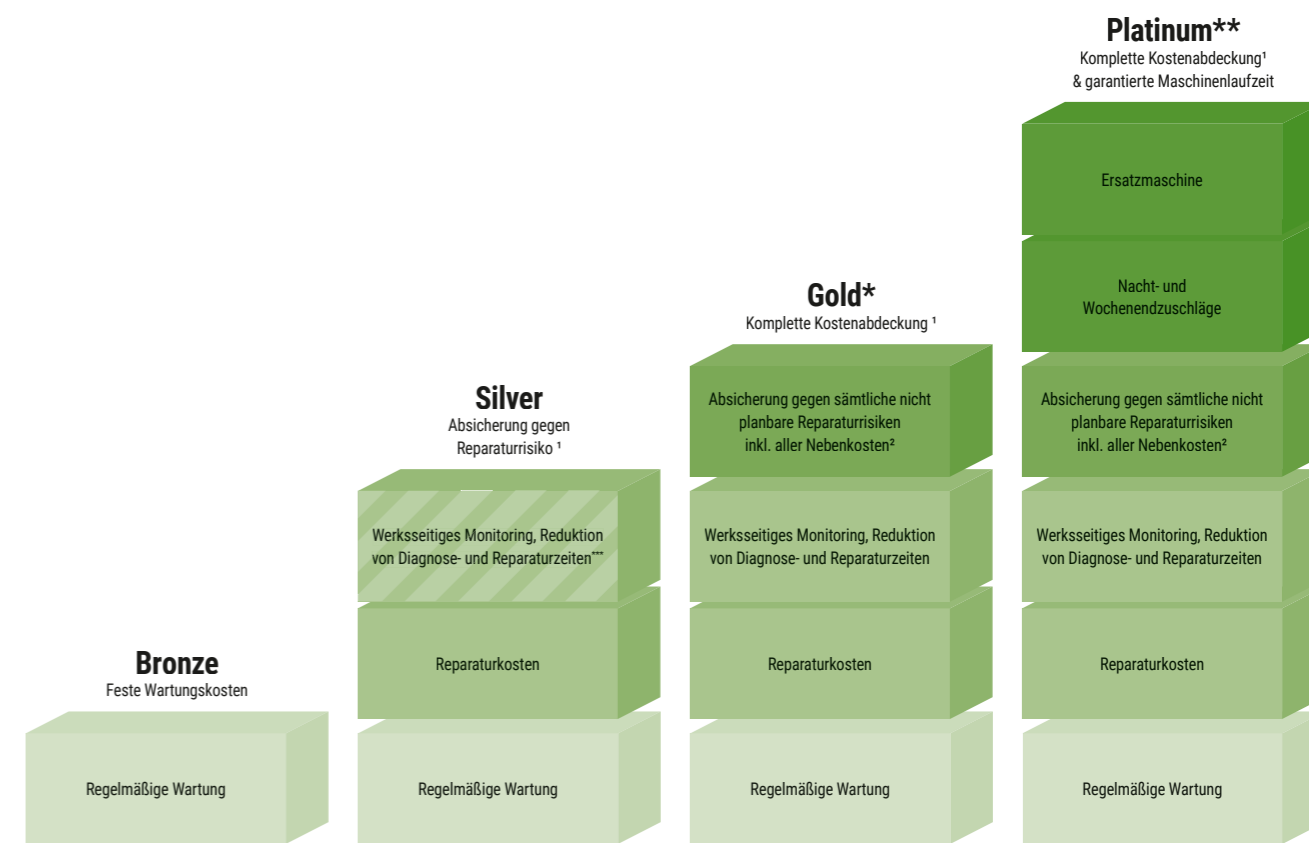 Platinum**
Komplette Kostenabdeckung¹
& garantierte Maschinenlaufzeit
Ersatzmaschine
Nacht- und
Wochenendzuschläge
Absicherung gegen sämtliche nicht
planbare Reparaturrisiken
inkl. aller Nebenkosten²
Werksseitiges Monitoring, Reduktion
von Diagnose- und Reparaturzeiten
Reparaturkosten
Regelmäßige Wartung
Gold*
Komplette Kostenabdeckung ¹
Absicherung gegen sämtliche nicht
planbare Reparaturrisiken
inkl. aller Nebenkosten²
Werksseitiges Monitoring, Reduktion
von Diagnose- und Reparaturzeiten
Reparaturkosten
Regelmäßige Wartung
Silver
Absicherung gegen
Reparaturrisiko ¹
Werksseitiges Monitoring, Reduktion
von Diagnose- und Reparaturzeiten***
Reparaturkosten
Regelmäßige Wartung
Bronze
Feste Wartungskosten
Regelmäßige Wartung